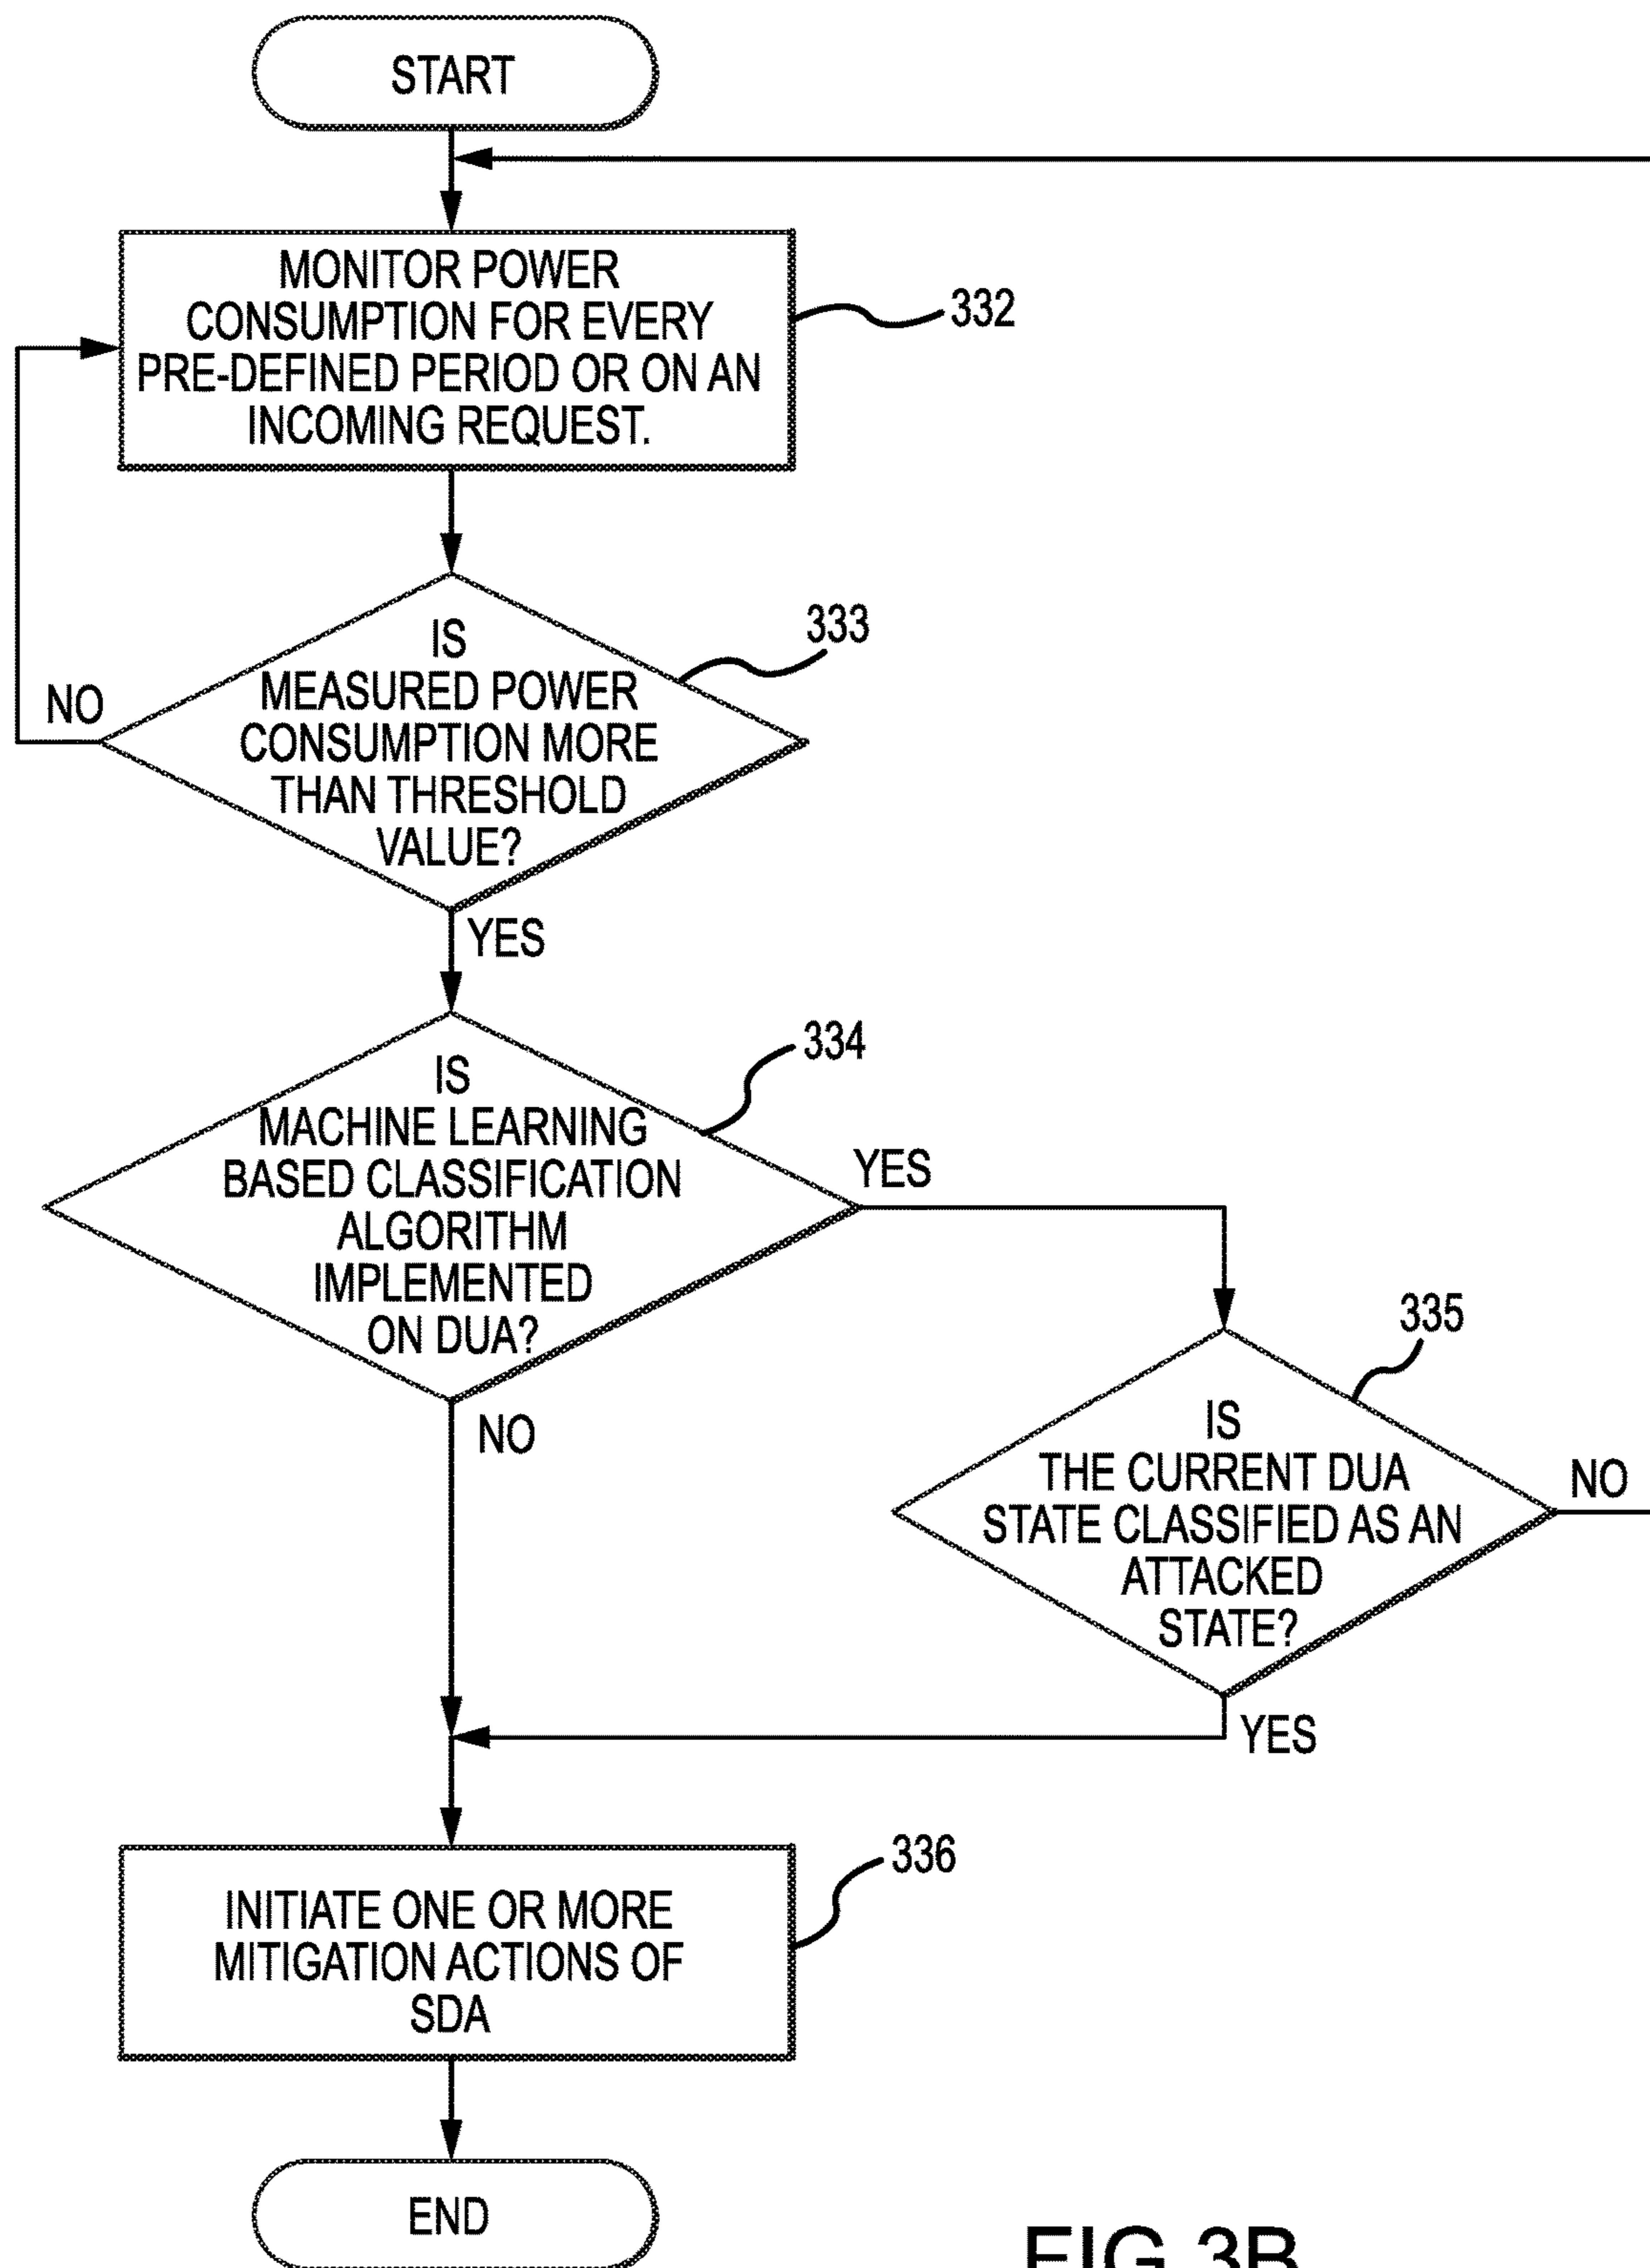 START
MONITOR POWER
CONSUMPTION FOR EVERY
PRE-DEFINED PERIOD OR ON AN
INCOMING REQUEST.
332
IS
MEASURED POWER
CONSUMPTION MORE
THAN THRESHOLD
VALUE?
333
NO
YES
IS
MACHINE LEARNING
BASED CLASSIFICATION
ALGORITHM
IMPLEMENTED
ON DUA?
334
YES
NO
IS
THE CURRENT DUA
STATE CLASSIFIED AS AN
ATTACKED
STATE?
335
NO
YES
INITIATE ONE OR MORE
MITIGATION ACTIONS OF
SDA
336
END
FIG. 3B